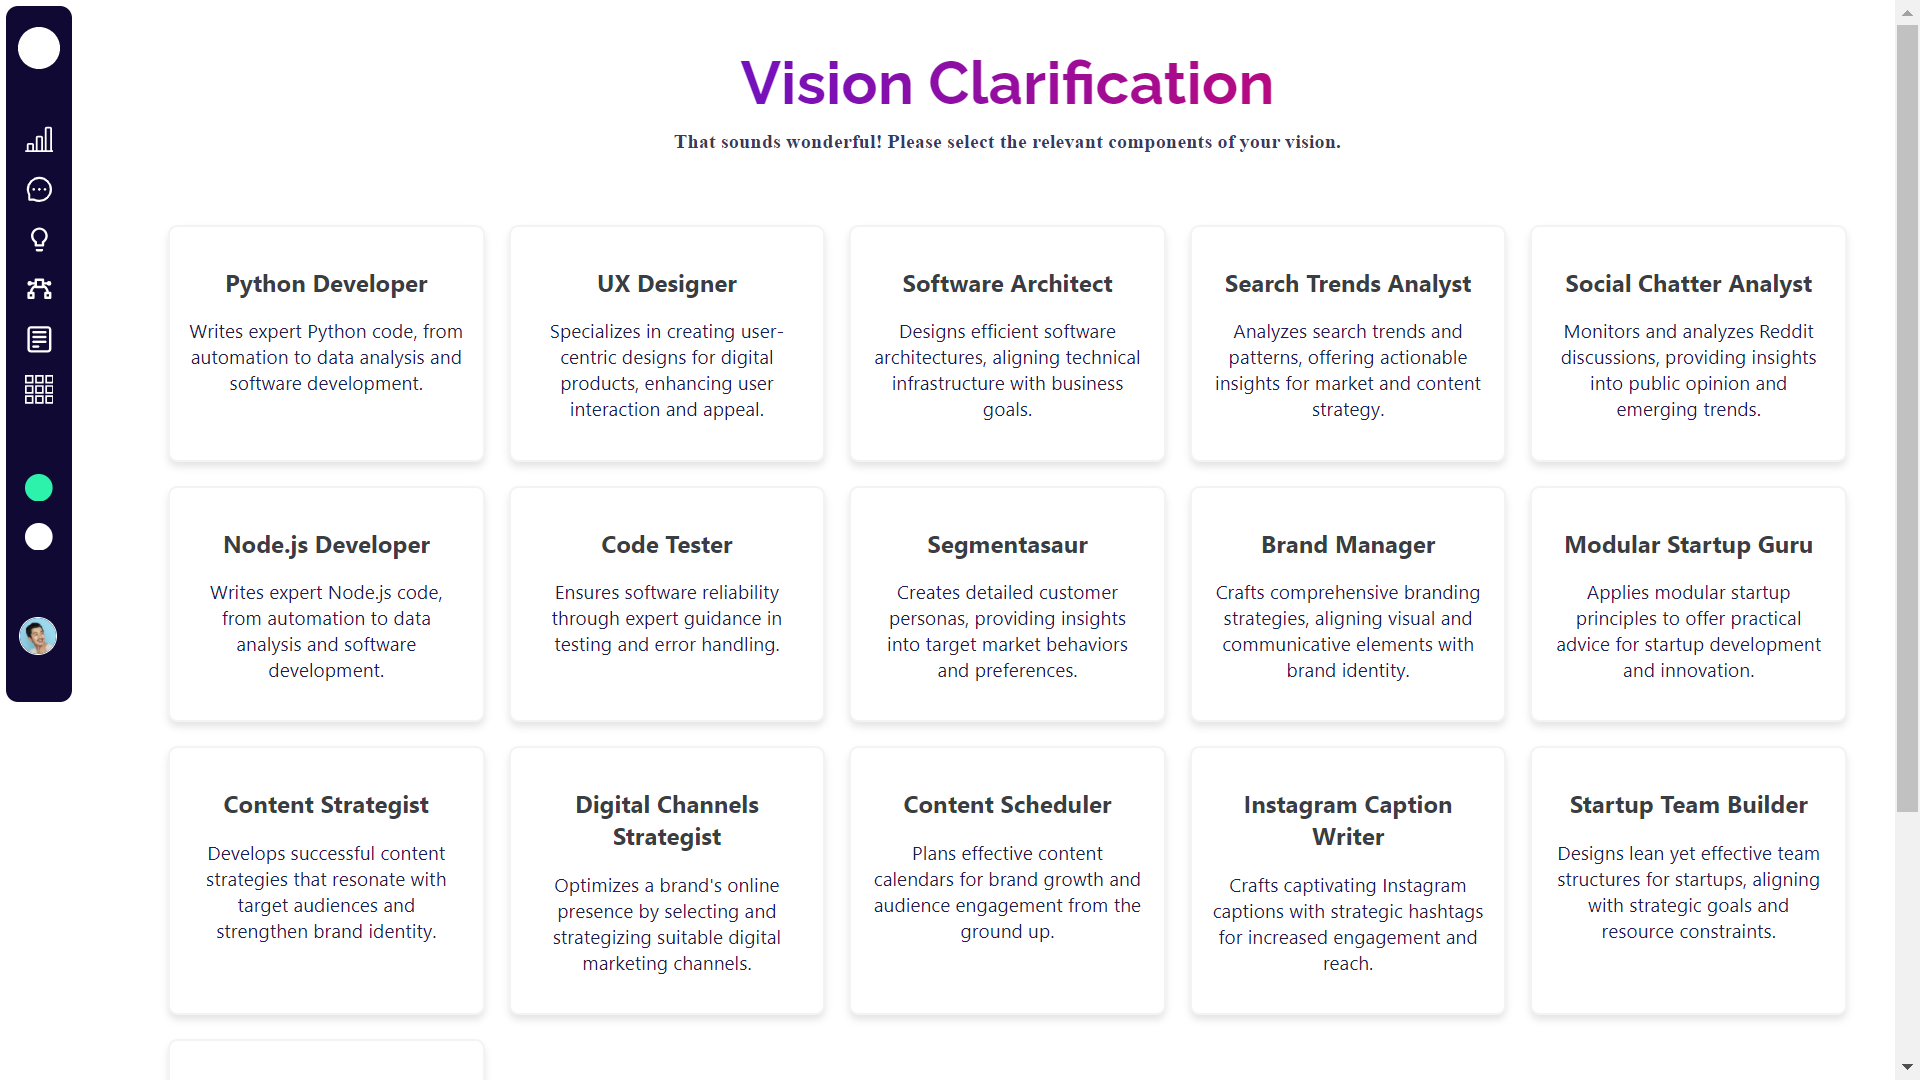 Vision Clarification
That sounds wonderful! Please select the relevant components of your vision.
Python Developer
Writes expert Python code, from
automation to data analysis and
software development.
UX Designer
Specializes in creating user-
centric designs for digital
products, enhancing user
interaction and appeal.
Software Architect
Designs efficient software
architectures, aligning technical
infrastructure with business
goals.
Search Trends Analyst
Analyzes search trends and
patterns, offering actionable
insights for market and content
strategy.
Social Chatter Analyst
Monitors and analyzes Reddit
discussions, providing insights
into public opinion and
emerging trends.
Node.js Developer
Writes expert Node.js code,
from automation to data
analysis and software
development.
Code Tester
Ensures software reliability
through expert guidance in
testing and error handling.
Segmentasaur
Creates detailed customer
personas, providing insights
into target market behaviors
and preferences.
Brand Manager
Crafts comprehensive branding
strategies, aligning visual and
communicative elements with
brand identity.
Modular Startup Guru
Applies modular startup
principles to offer practical
advice for startup development
and innovation.
Content Strategist
Develops successful content
strategies that resonate with
target audiences and
strengthen brand identity.
Digital Channels
Strategist
Optimizes a brand's online
presence by selecting and
strategizing suitable digital
marketing channels.
Content Scheduler
Plans effective content
calendars for brand growth and
audience engagement from the
ground up.
Instagram Caption
Writer
Crafts captivating Instagram
captions with strategic hashtags
for increased engagement and
reach.
Startup Team Builder
Designs lean yet effective team
structures for startups, aligning
with strategic goals and
resource constraints.